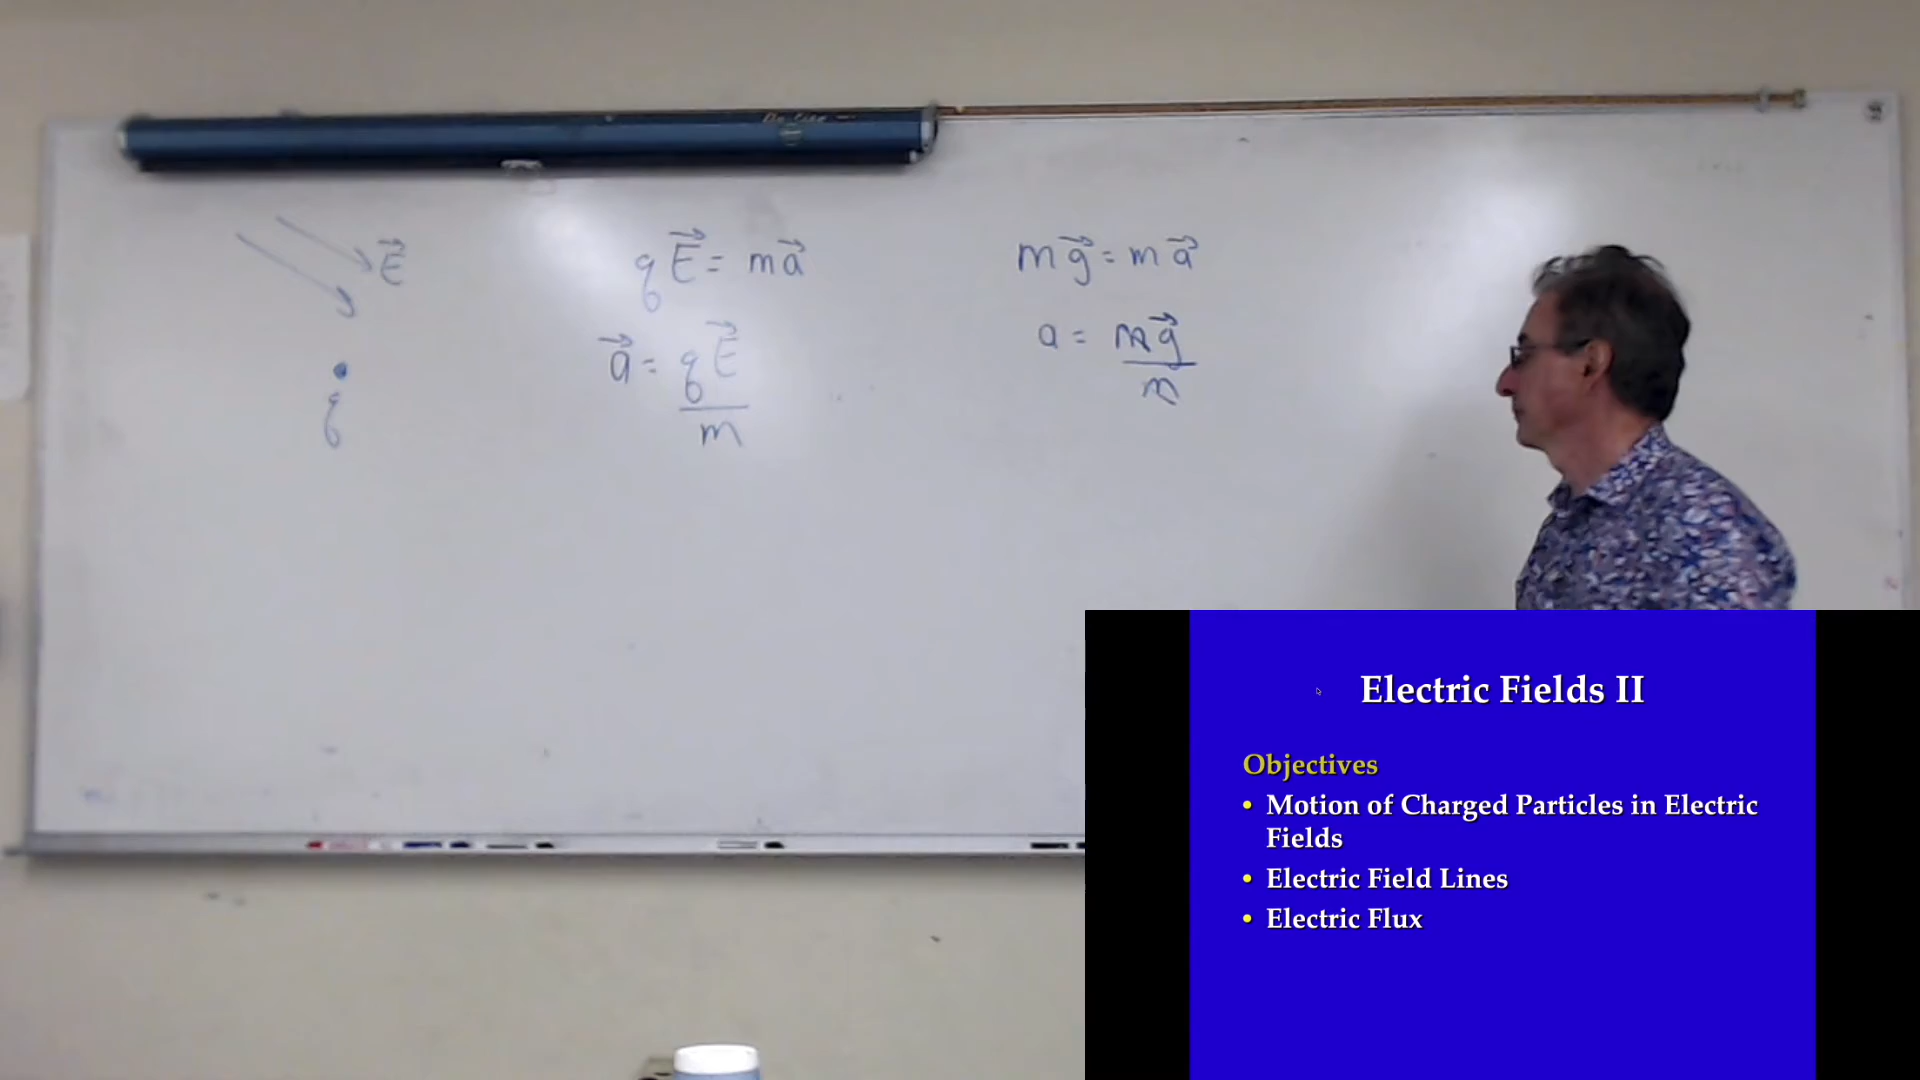 E⃗
q
qE⃗ = ma⃗
a⃗ = qE⃗
m
mg⃗ = ma⃗
a = mg⃗
m
Electric Fields II
Objectives
• Motion of Charged Particles in Electric
Fields
• Electric Field Lines
• Electric Flux